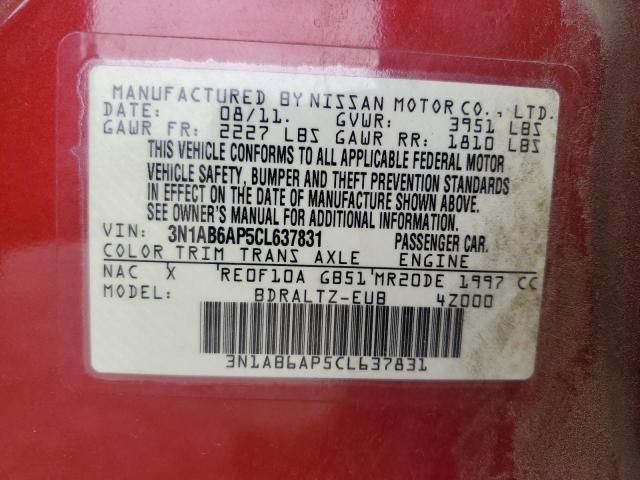 MANUFACTURED BY NISSAN MOTOR CO., LTD.
DATE: 08/11. GVWR: 3951 LBS
GAWR FR: 2227 LBS GAWR RR: 1810 LBS
THIS VEHICLE CONFORMS TO ALL APPLICABLE FEDERAL MOTOR
VEHICLE SAFETY, BUMPER AND THEFT PREVENTION STANDARDS
IN EFFECT ON THE DATE OF MANUFACTURE SHOWN ABOVE.
SEE OWNER'S MANUAL FOR ADDITIONAL INFORMATION.
VIN: 3N1AB6AP5CL637831 PASSENGER CAR.
COLOR TRIM TRANS AXLE ENGINE
NAC X RE0F10A GB51 MR20DE 1997 CC
MODEL: BDRALTZ-EUB 4Z000
3N1AB6AP5CL637831